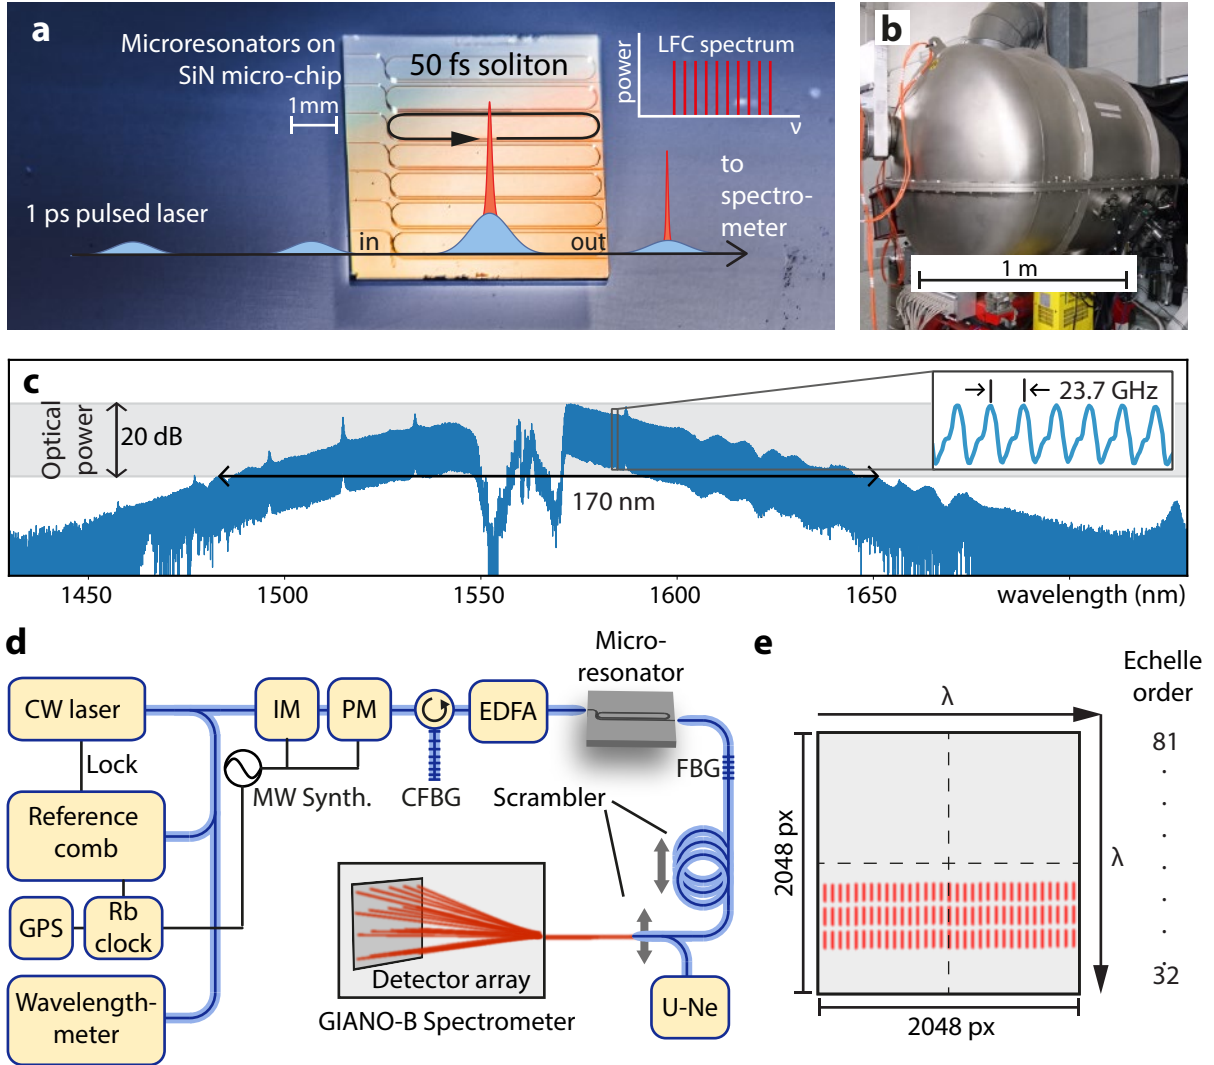 a
Microresonators on
SiN micro-chip
1mm
50 fs soliton
LFC spectrum
power
ν
to
spectro-
meter
1 ps pulsed laser
in
out
b
1 m
c
Optical
power
20 dB
170 nm
23.7 GHz
1450
1500
1550
1600
1650
wavelength (nm)
d
CW laser
Lock
Reference
comb
GPS
Rb
clock
Wavelength-
meter
IM
PM
MW Synth.
CFBG
EDFA
Micro-
resonator
FBG
Scrambler
Detector array
GIANO-B Spectrometer
U-Ne
e
λ
Echelle
order
81
32
λ
2048 px
2048 px